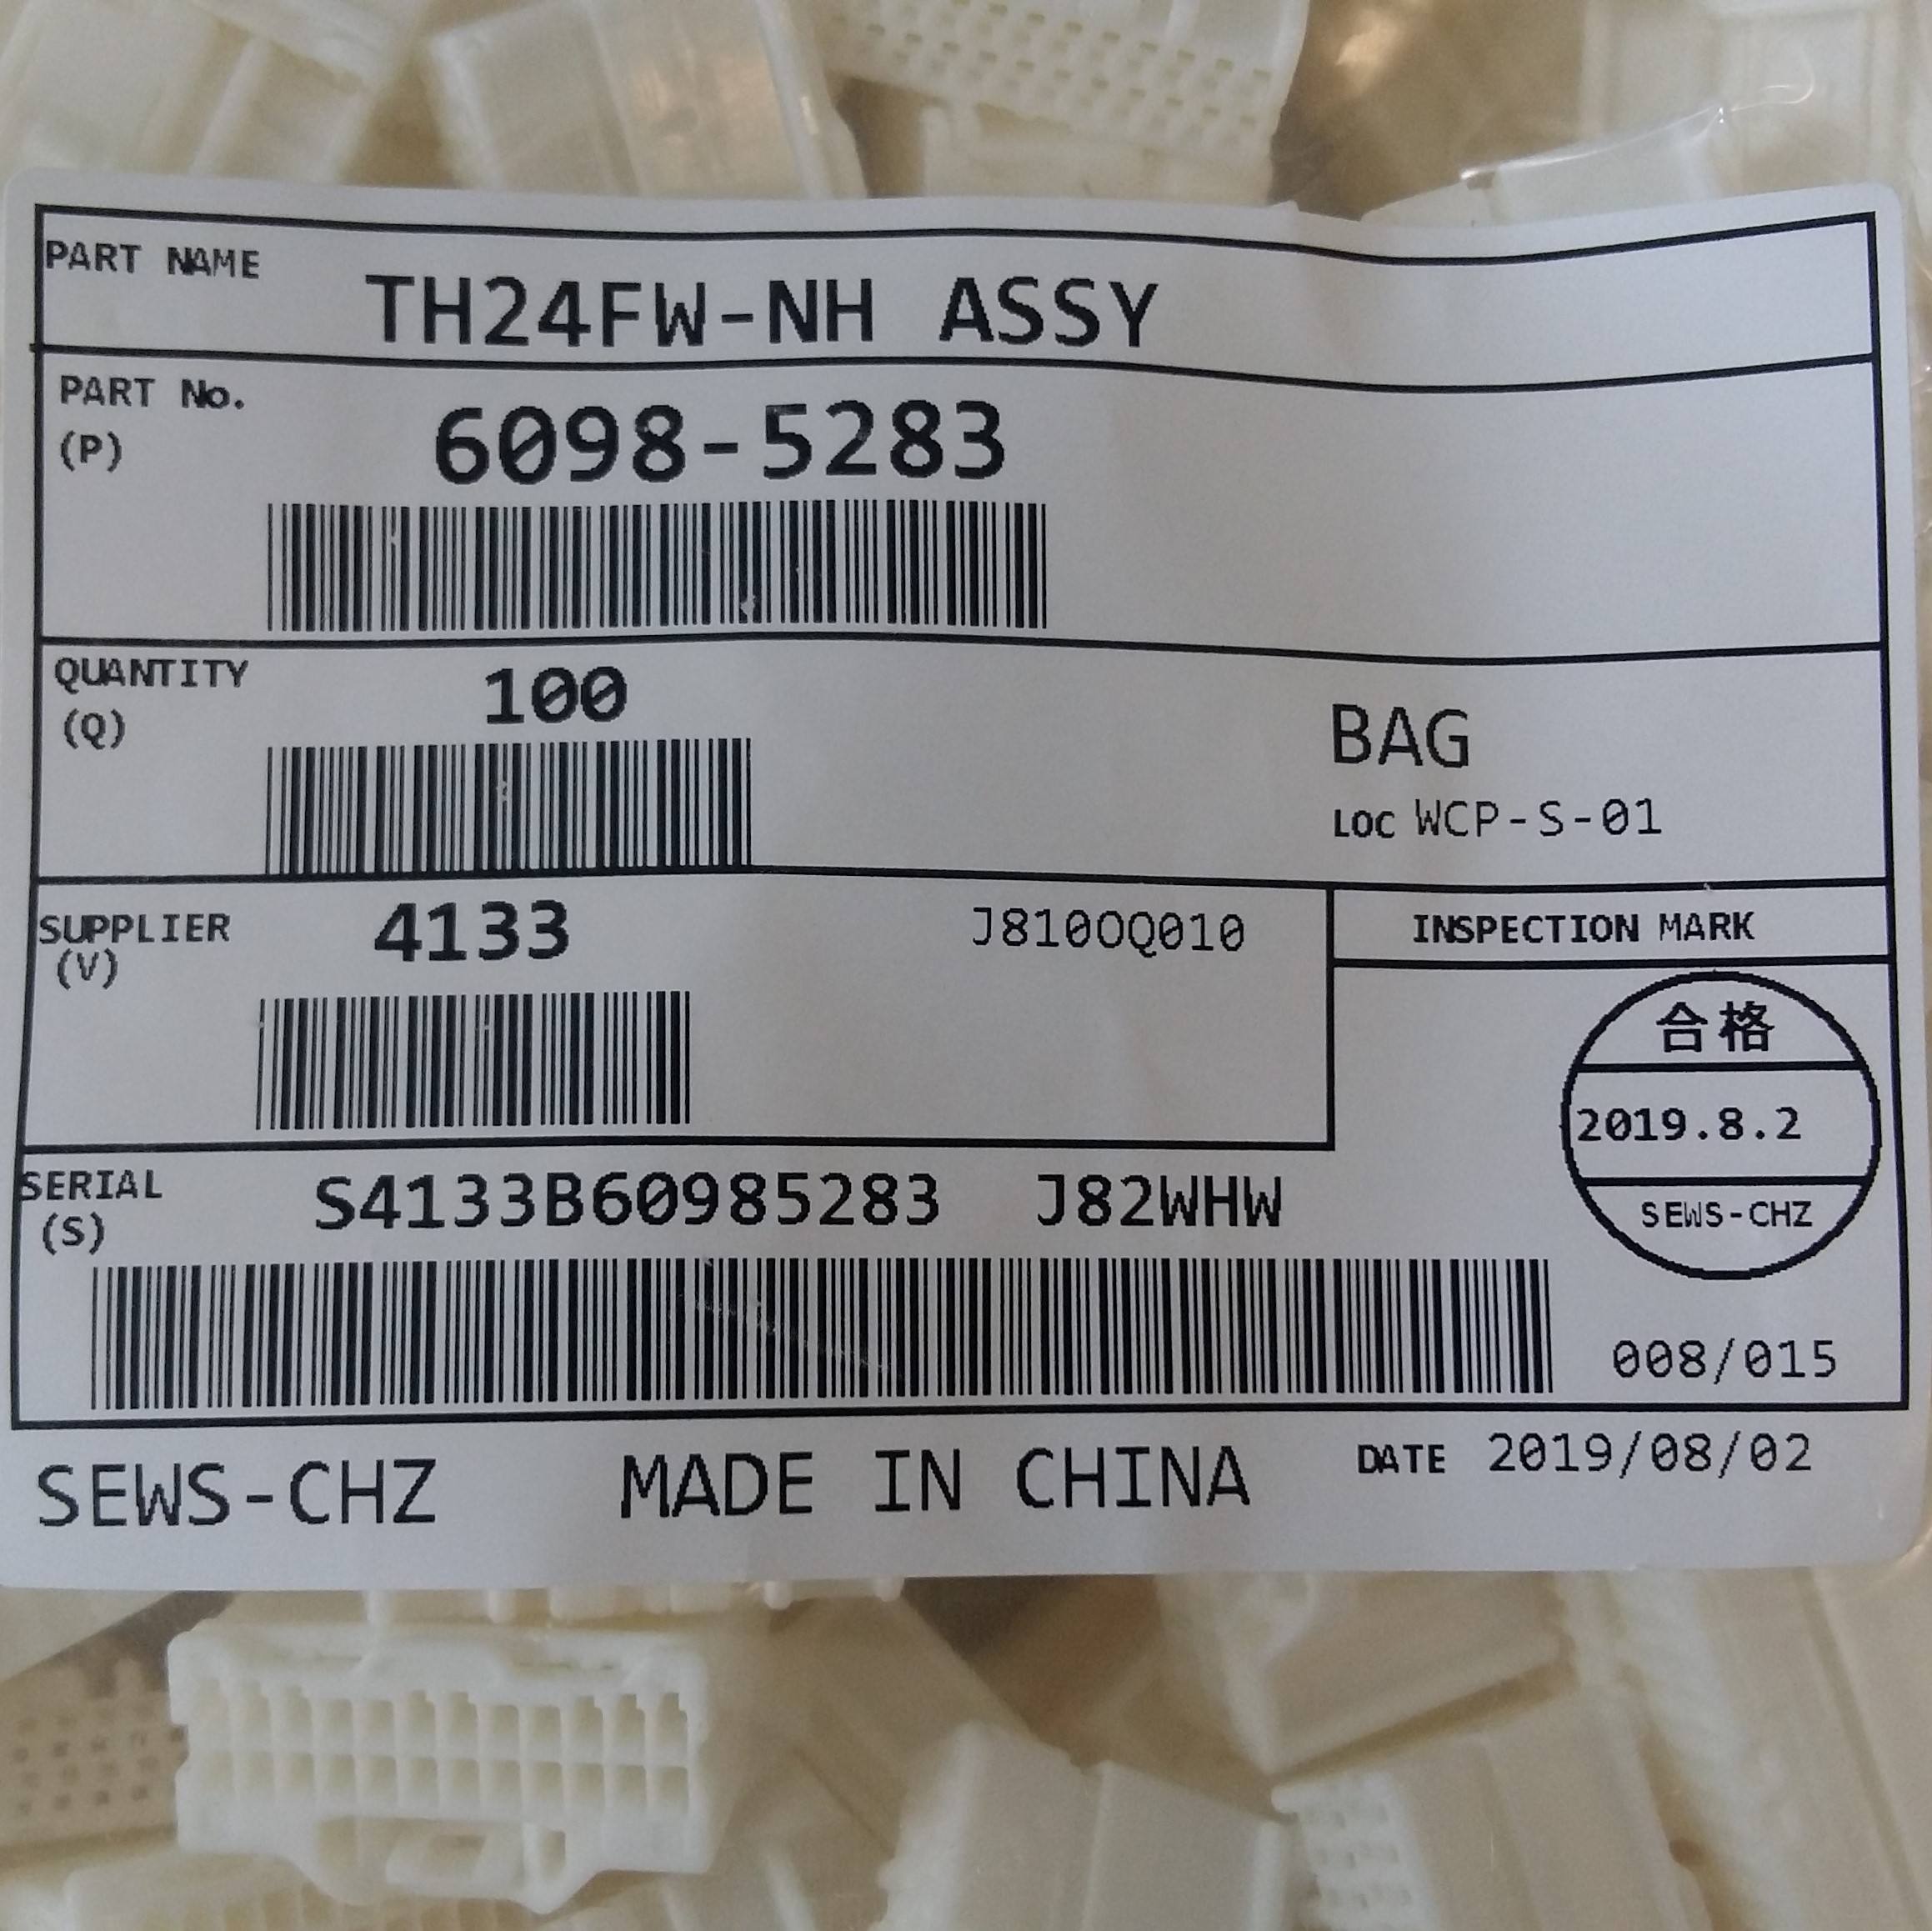 PART NAME
TH24FW-NH ASSY
PART No.
(P)
6098-5283
QUANTITY
(Q)
100
BAG
LOC WCP-S-01
SUPPLIER
(V)
4133
J810OQ010
INSPECTION MARK
合格
2019.8.2
SEWS-CHZ
SERIAL
(S)
S4133B60985283 J82WHW
008/015
SEWS-CHZ MADE IN CHINA DATE 2019/08/02